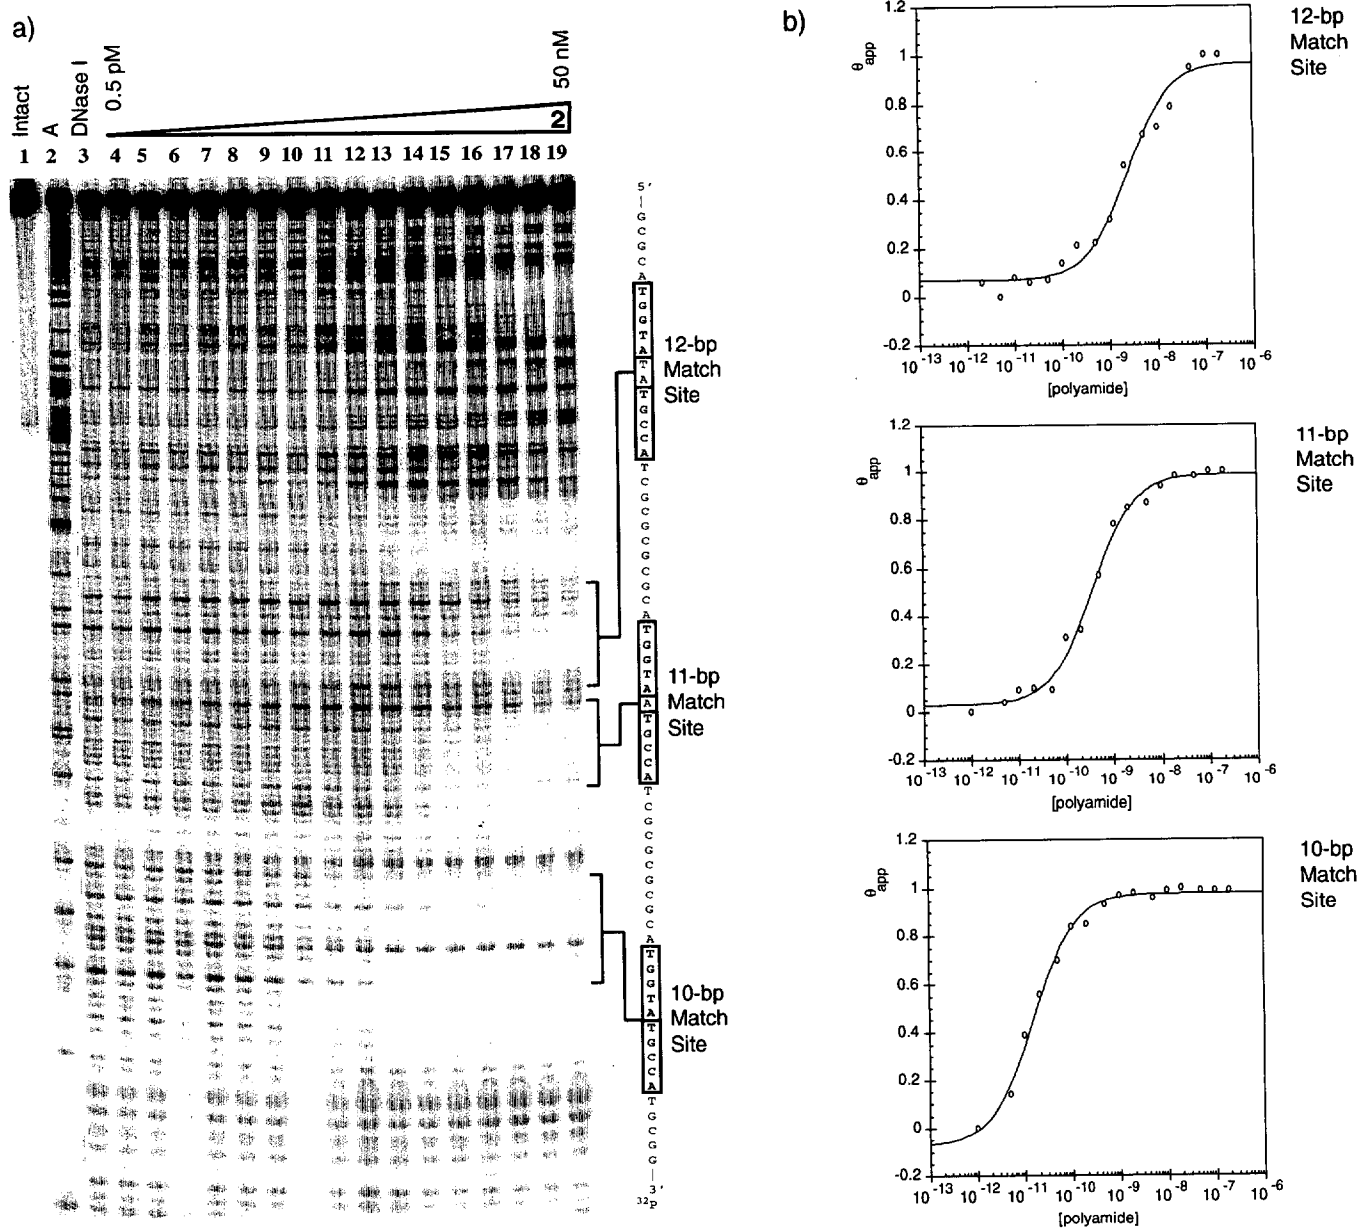 a)
Intact
A
DNase I
0.5 pM
50 nM
2
1 2 3 4 5 6 7 8 9 10 11 12 13 14 15 16 17 18 19
5'
G
C
G
C
A
T
G
G
T
A
T
A
T
G
C
C
A
T
C
G
C
G
C
G
C
G
C
A
T
G
G
T
A
A
T
G
C
C
A
T
C
G
C
G
C
G
C
G
C
A
T
G
G
T
A
T
G
C
C
A
T
G
C
G
G
3'
32P
12-bp
Match
Site
11-bp
Match
Site
10-bp
Match
Site
b)
12-bp
Match
Site
θapp
1.2
1
0.8
0.6
0.4
0.2
0
-0.2
10-13 10-12 10-11 10-10 10-9 10-8 10-7 10-6
[polyamide]
11-bp
Match
Site
θapp
1.2
1
0.8
0.6
0.4
0.2
0
-0.2
10-13 10-12 10-11 10-10 10-9 10-8 10-7 10-6
[polyamide]
10-bp
Match
Site
θapp
1.2
1
0.8
0.6
0.4
0.2
0
-0.2
10-13 10-12 10-11 10-10 10-9 10-8 10-7 10-6
[polyamide]